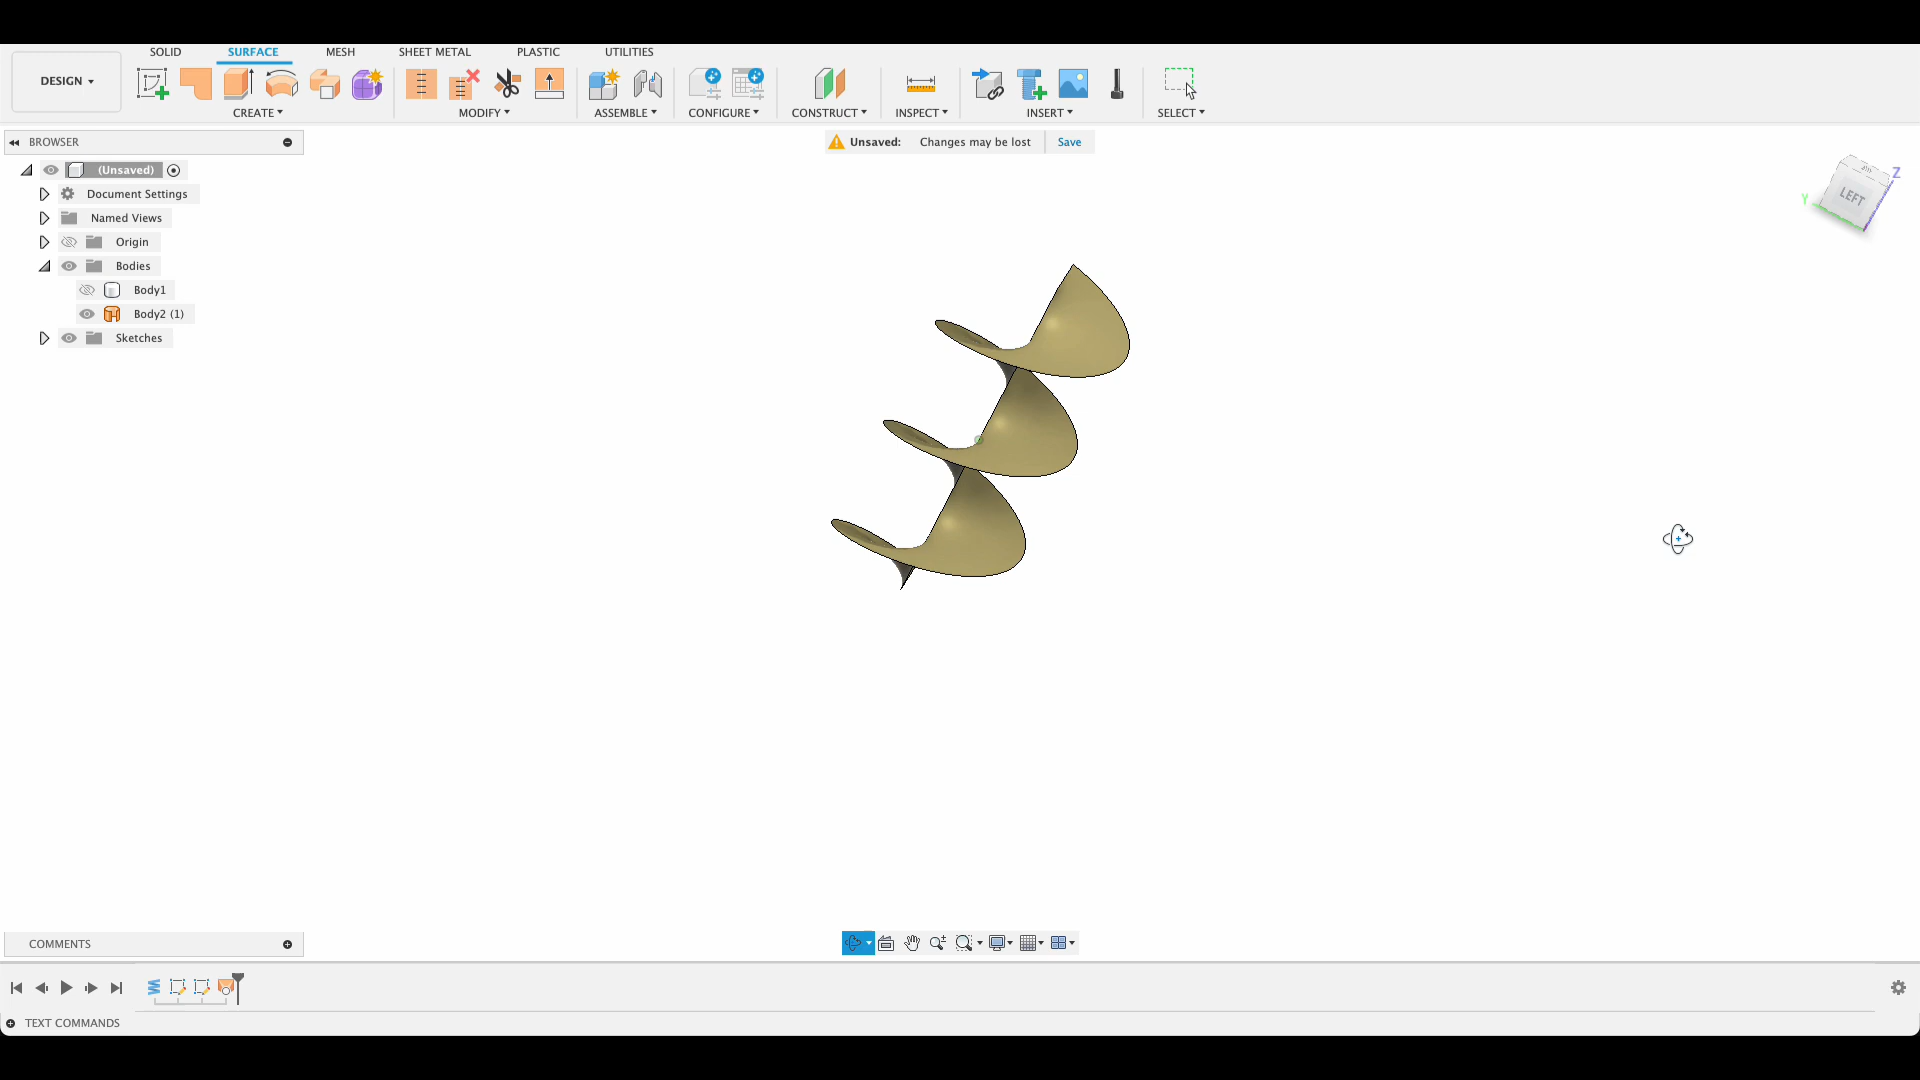 SOLID SURFACE MESH SHEET METAL PLASTIC UTILITIES
DESIGN
CREATE MODIFY ASSEMBLE CONFIGURE CONSTRUCT INSPECT INSERT SELECT
BROWSER
Unsaved: Changes may be lost Save
(Unsaved)
Document Settings
Named Views
Origin
Bodies
Body1
Body2 (1)
Sketches
Z
Y
LEFT
COMMENTS
TEXT COMMANDS